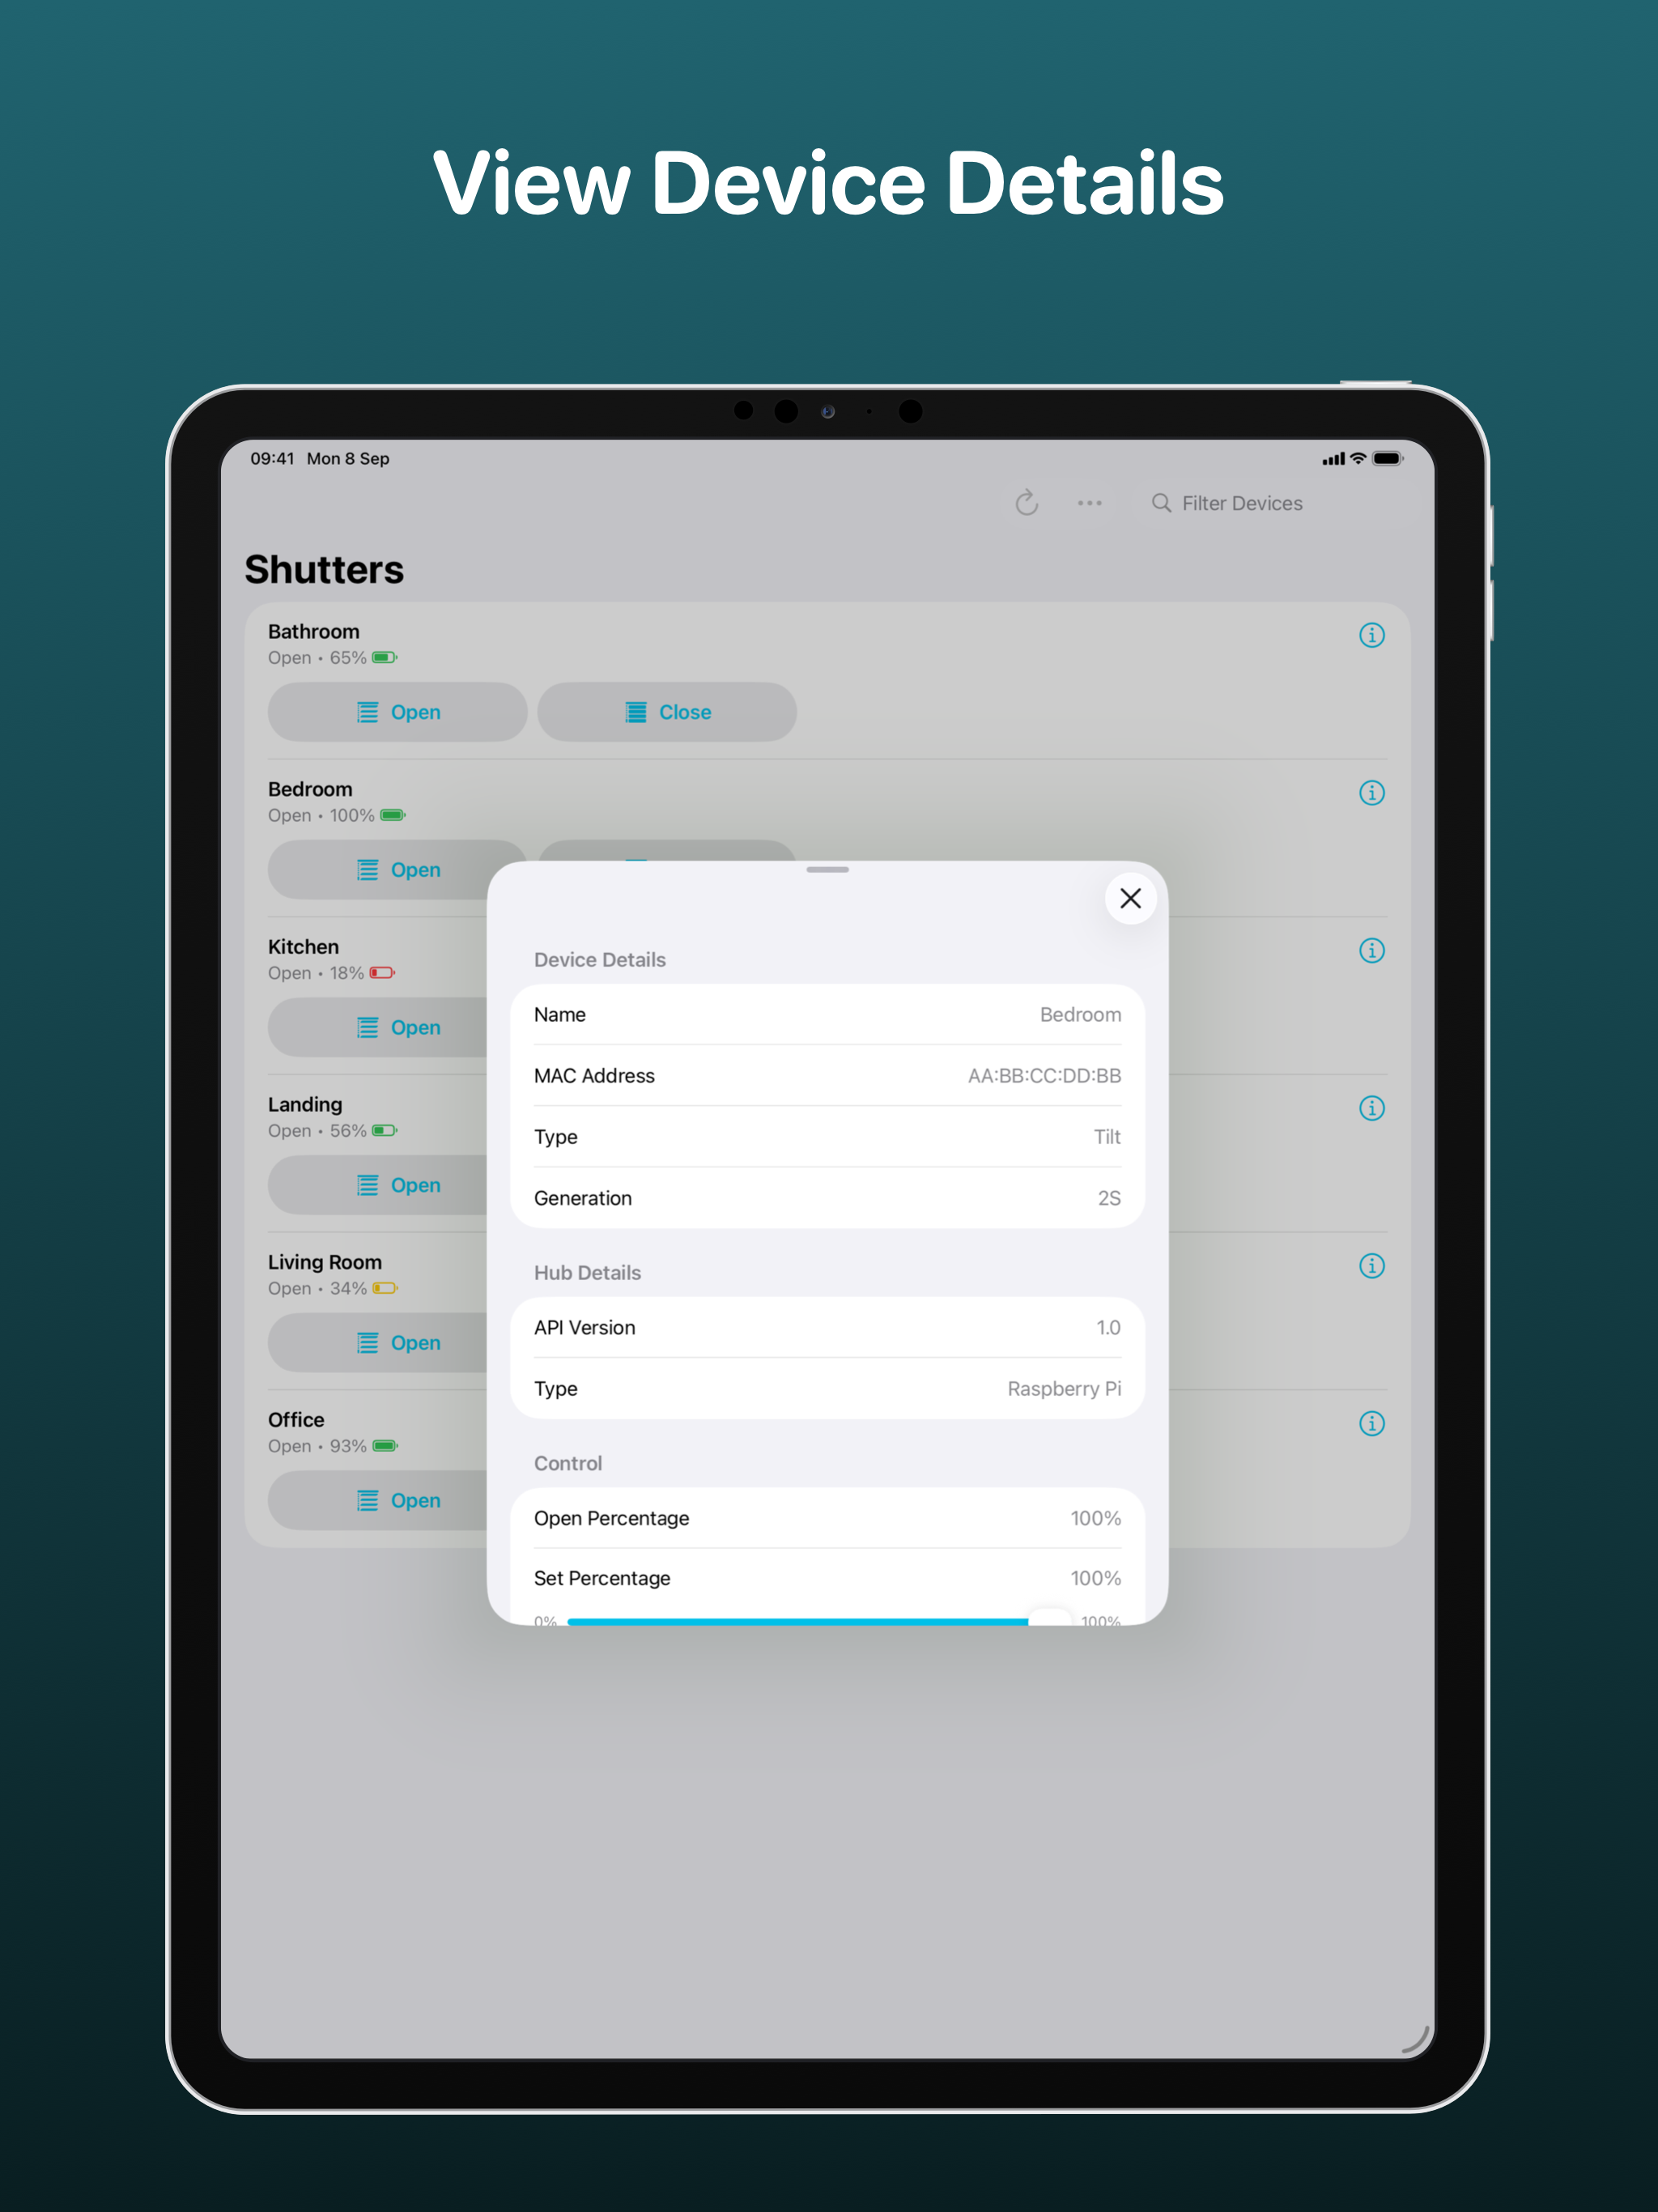 View Device Details
09:41 Mon 8 Sep
Filter Devices
Shutters
Bathroom
Open • 65%
Open Close
Bedroom
Open • 100%
Open
Kitchen
Open • 18%
Open
Landing
Open • 56%
Open
Living Room
Open • 34%
Open
Office
Open • 93%
Open
Device Details
Name Bedroom
MAC Address AA:BB:CC:DD:BB
Type Tilt
Generation 2S
Hub Details
API Version 1.0
Type Raspberry Pi
Control
Open Percentage 100%
Set Percentage 100%
0% 100%